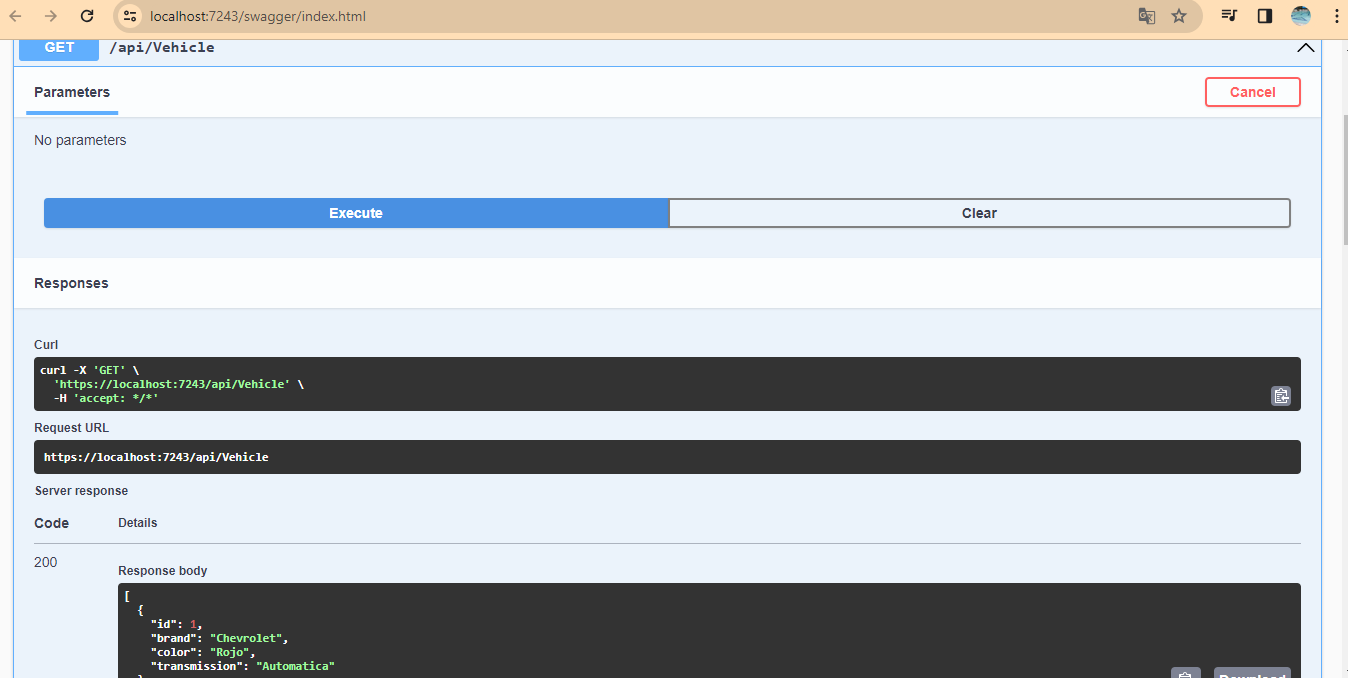 localhost:7243/swagger/index.html
GET /api/Vehicle
Parameters
Cancel
No parameters
Execute
Clear
Responses
Curl
curl -X 'GET' \
'https://localhost:7243/api/Vehicle' \
-H 'accept: */*'
Request URL
https://localhost:7243/api/Vehicle
Server response
Code Details
200
Response body
[
{
"id": 1,
"brand": "Chevrolet",
"color": "Rojo",
"transmission": "Automatica"
}
Download